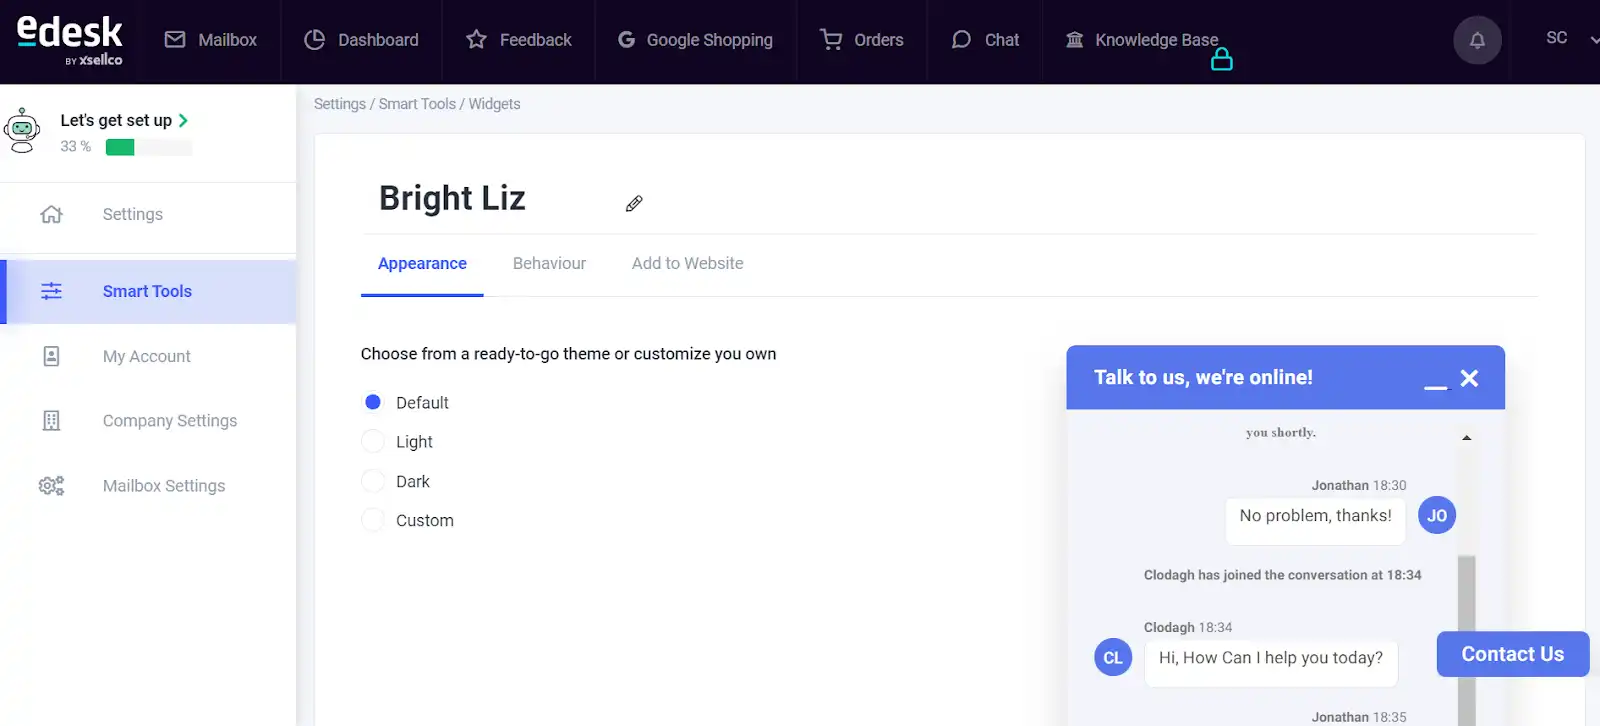 edesk
BY xsellco
Mailbox
Dashboard
Feedback
Google Shopping
Orders
Chat
Knowledge Base
SC
Let's get set up
33 %
Settings
Smart Tools
My Account
Company Settings
Mailbox Settings
Settings / Smart Tools / Widgets
Bright Liz
Appearance
Behaviour
Add to Website
Choose from a ready-to-go theme or customize you own
Default
Light
Dark
Custom
Talk to us, we're online!
you shortly.
Jonathan 18:30
No problem, thanks!
JO
Clodagh has joined the conversation at 18:34
Clodagh 18:34
CL
Hi, How Can I help you today?
Contact Us
Jonathan 18:35